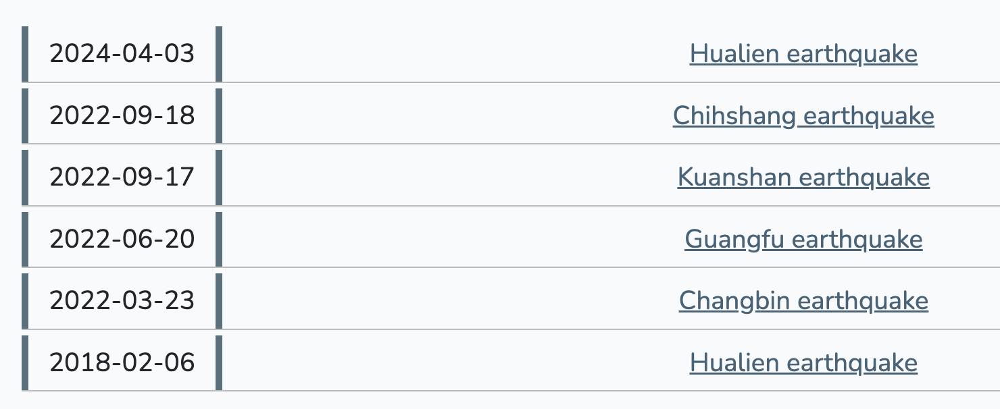 2024-04-03 Hualien earthquake
2022-09-18 Chihshang earthquake
2022-09-17 Kuanshan earthquake
2022-06-20 Guangfu earthquake
2022-03-23 Changbin earthquake
2018-02-06 Hualien earthquake